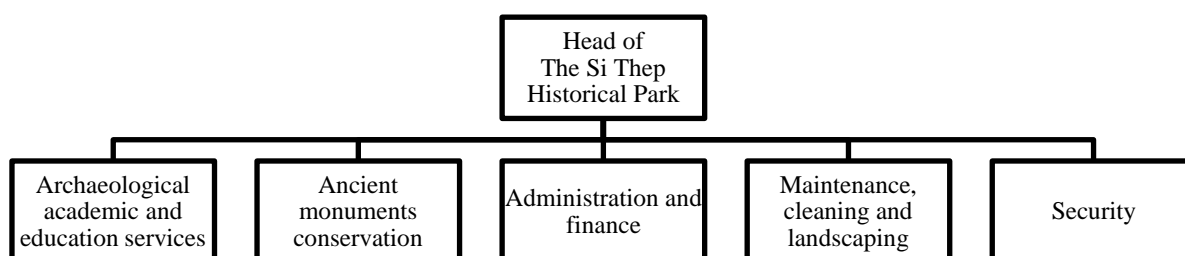 Head of
The Si Thep
Historical Park
Archaeological
academic and
education services
Ancient
monuments
conservation
Administration and
finance
Maintenance,
cleaning and
landscaping
Security